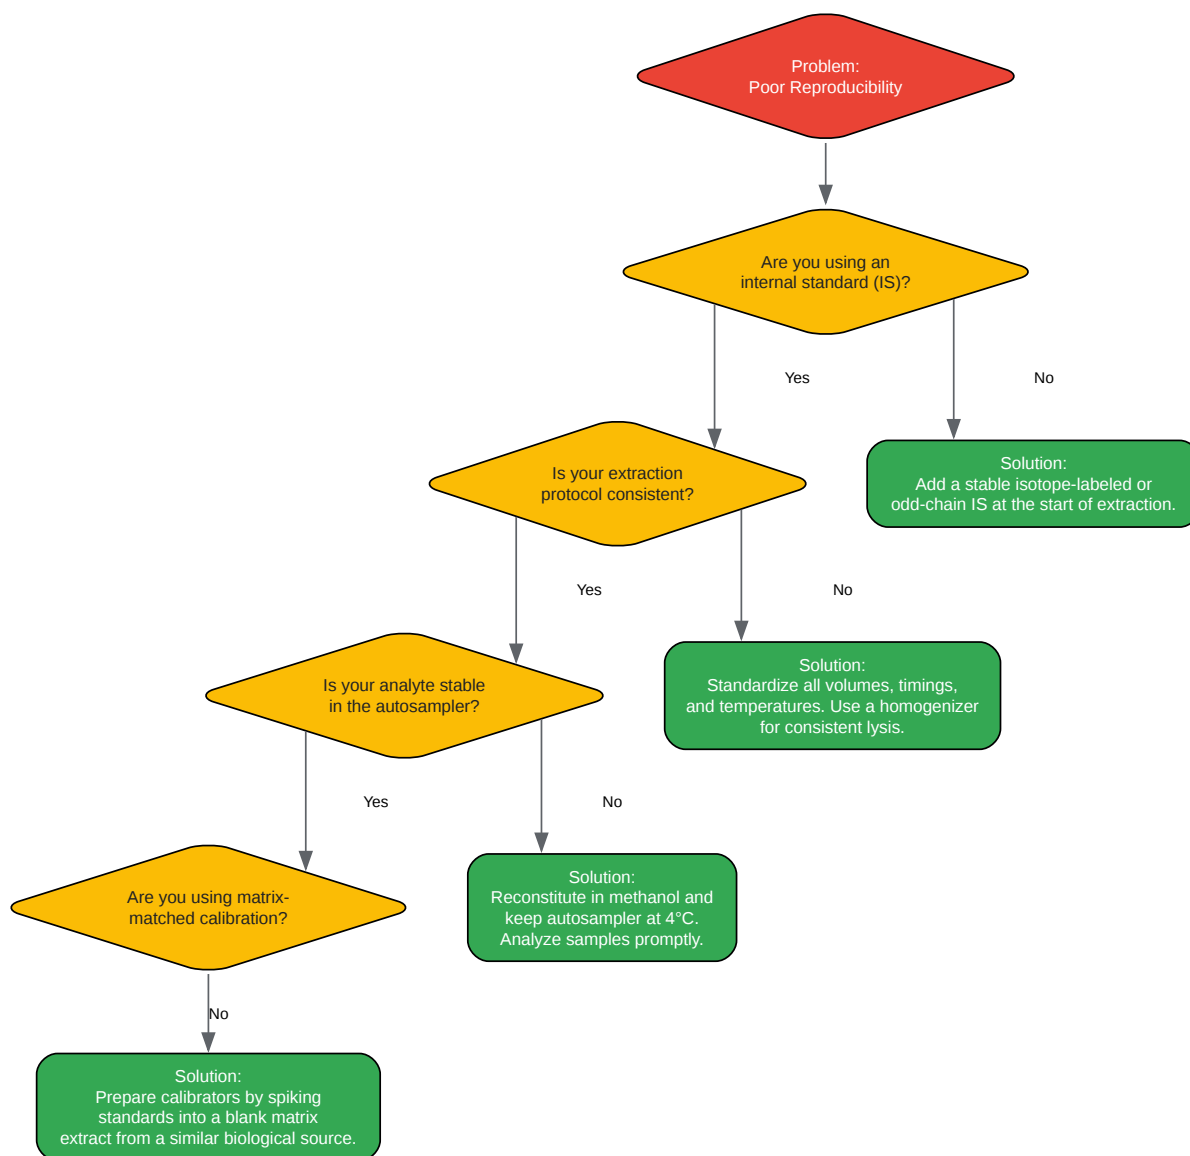 Problem:
Poor Reproducibility
Are you using an
internal standard (IS)?
Yes
No
Solution:
Add a stable isotope-labeled or
odd-chain IS at the start of extraction.
Is your extraction
protocol consistent?
Yes
No
Solution:
Standardize all volumes, timings,
and temperatures. Use a homogenizer
for consistent lysis.
Is your analyte stable
in the autosampler?
Yes
No
Solution:
Reconstitute in methanol and
keep autosampler at 4°C.
Analyze samples promptly.
Are you using matrix-
matched calibration?
No
Solution:
Prepare calibrators by spiking
standards into a blank matrix
extract from a similar biological source.